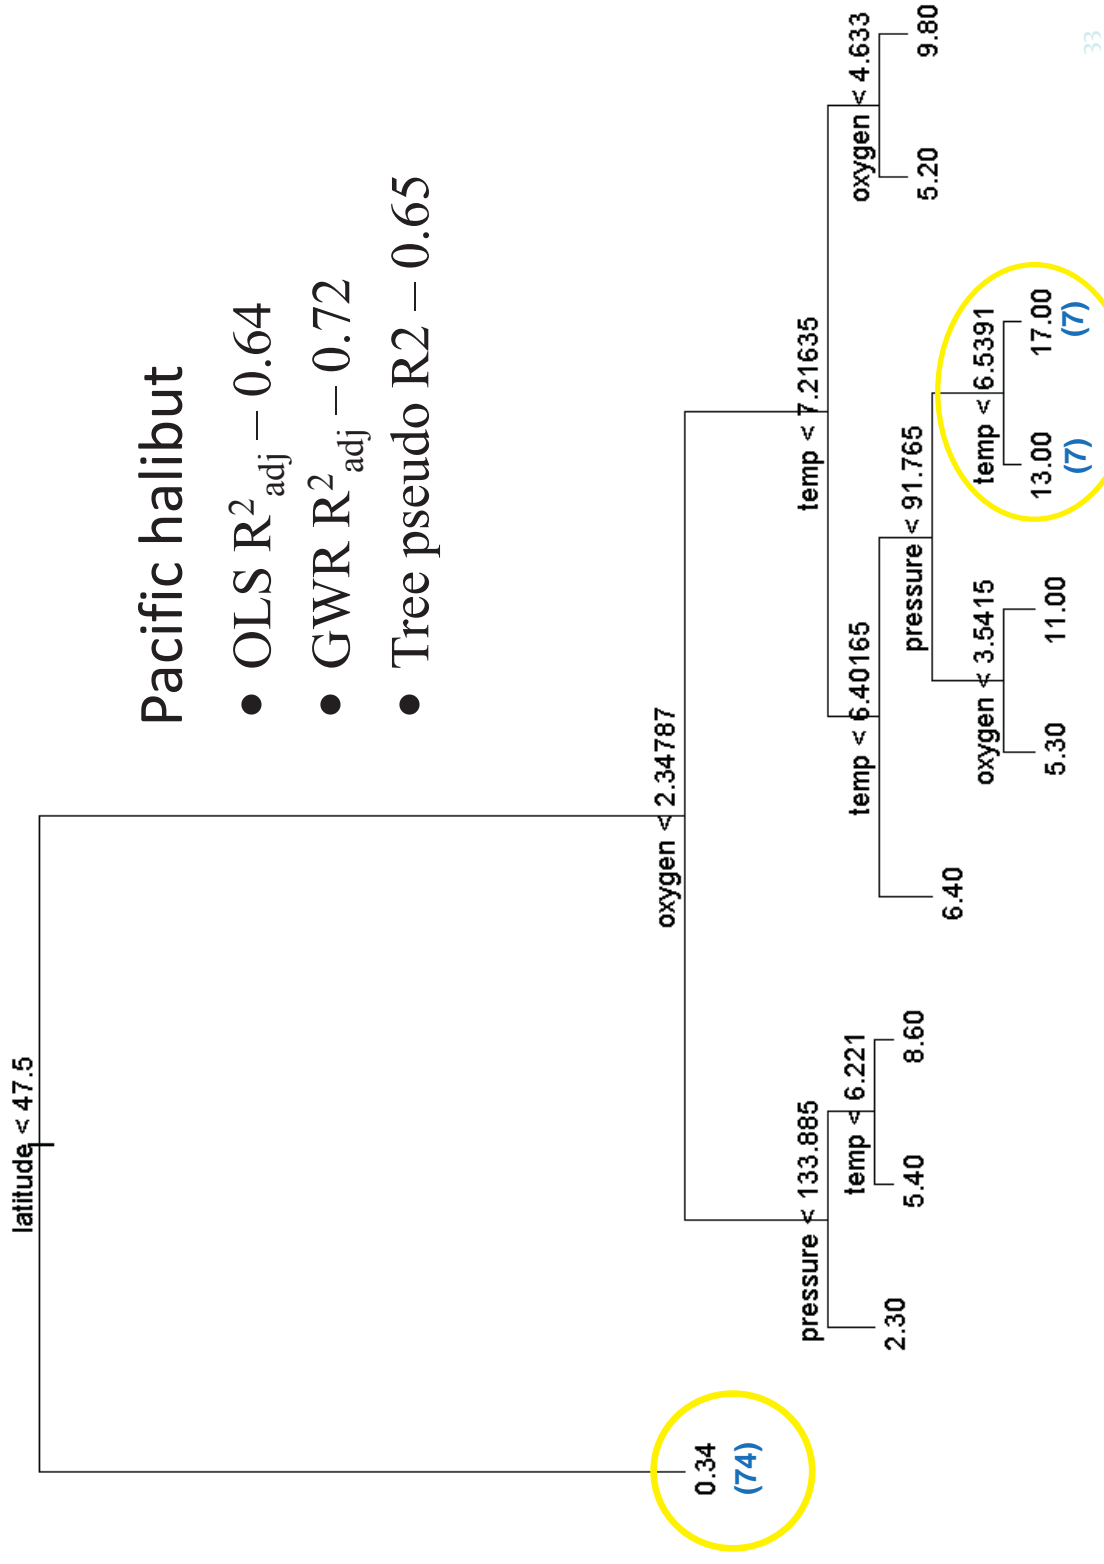 Pacific halibut
• OLS R²adj – 0.64
• GWR R²adj – 0.72
• Tree pseudo R2 – 0.65
latitude < 47.5
0.34
(74)
oxygen < 2.34787
pressure < 133.885
2.30
temp < 6.221
5.40
8.60
temp < 7.21635
temp < 6.40165
6.40
pressure < 91.765
oxygen < 3.5415
5.30
11.00
temp < 6.5391
13.00
(7)
17.00
(7)
oxygen < 4.633
5.20
9.80
33